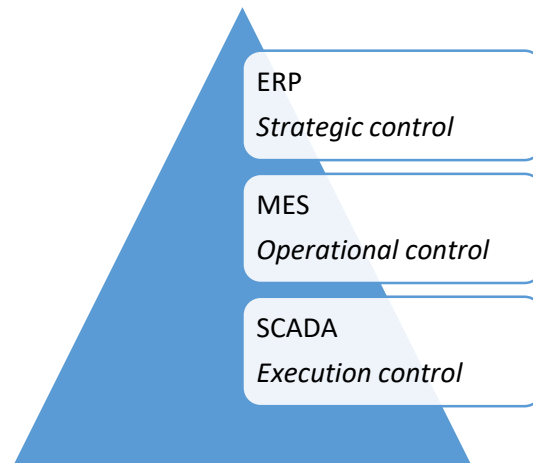 ERP
Strategic control
MES
Operational control
SCADA
Execution control